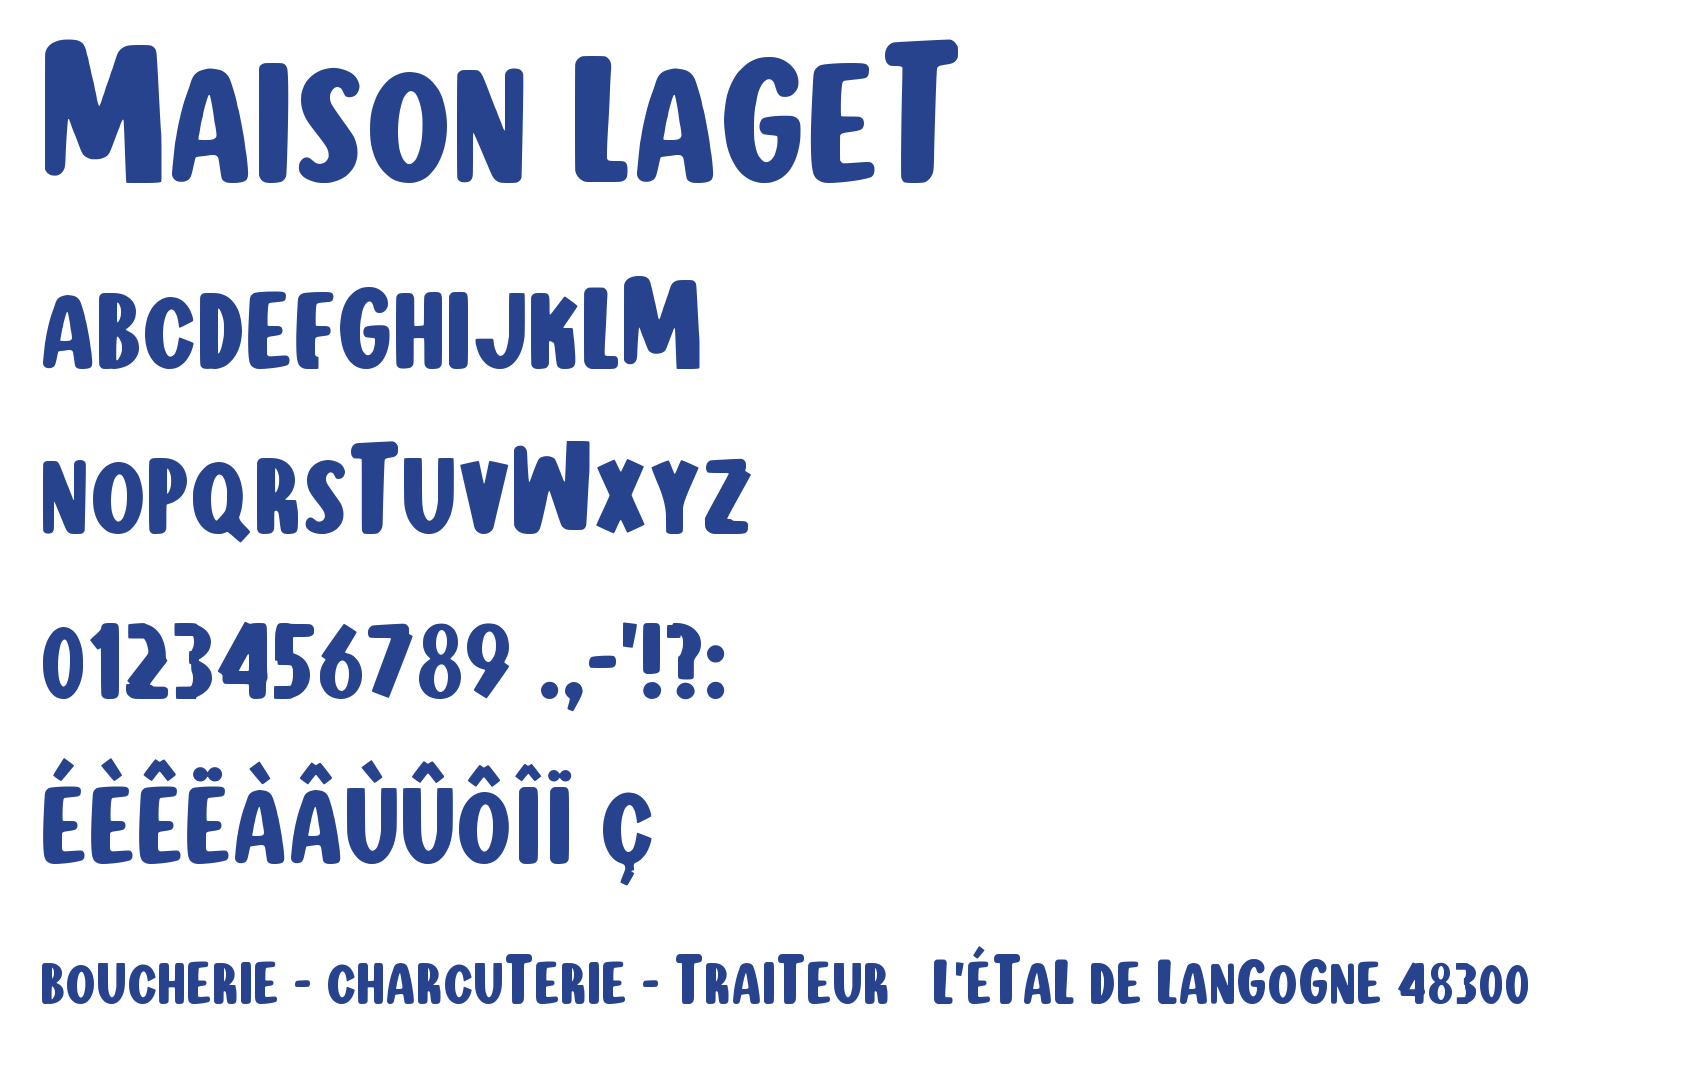 MAISON LAGET
ABCDEFGHIJKLM
NOPQRSTUVWXYZ
0123456789 .,-'!?:
ÉÈÊËÀÂÙÛÔÎÏ Ç
BOUCHERIE - CHARCUTERIE - TRAITEUR L'ÉTAL DE LANGOGNE 48300